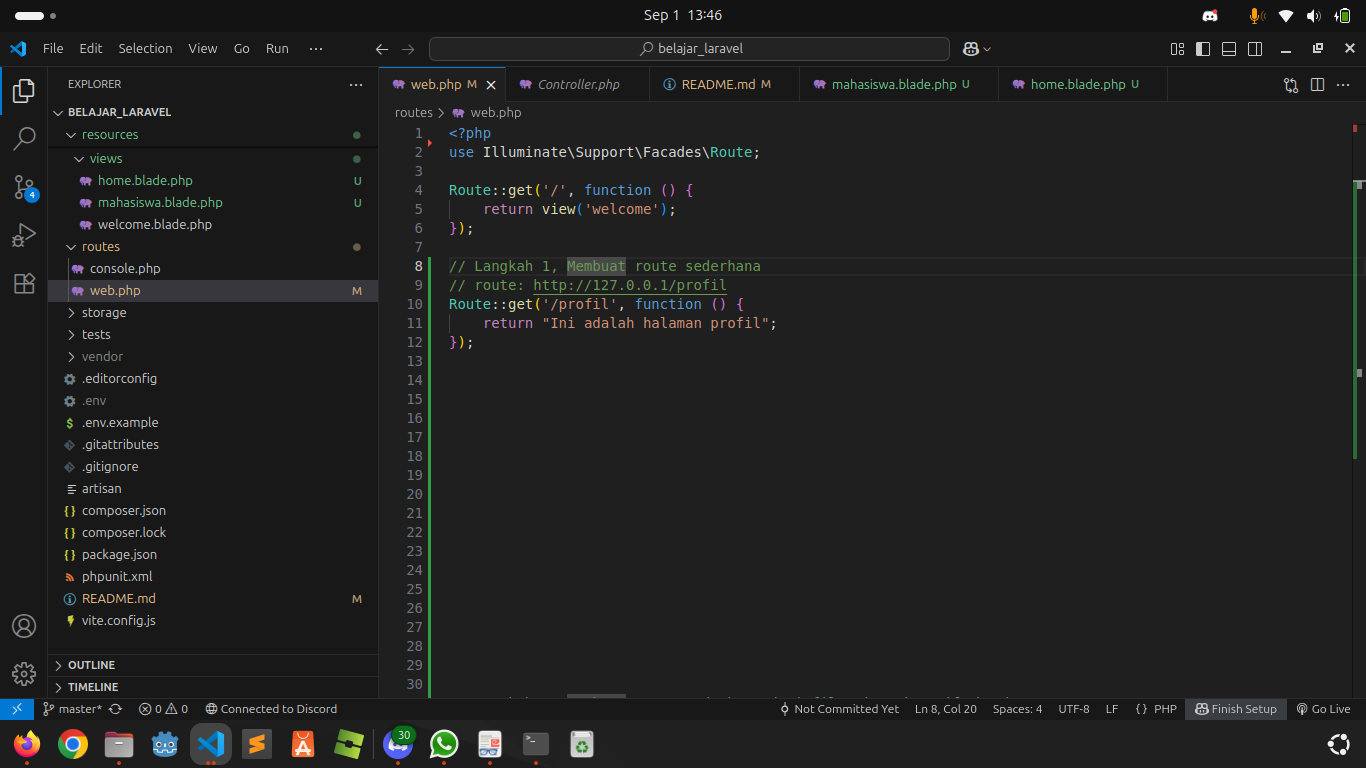 Sep 1 13:46
File Edit Selection View Go Run ··· belajar_laravel
EXPLORER ···
BELAJAR_LARAVEL
resources
views
home.blade.php U
mahasiswa.blade.php U
welcome.blade.php
routes
console.php
web.php M
storage
tests
vendor
.editorconfig
.env
$ .env.example
.gitattributes
.gitignore
artisan
{} composer.json
{} composer.lock
{} package.json
phpunit.xml
README.md M
vite.config.js
OUTLINE
TIMELINE
web.php M Controller.php README.md M mahasiswa.blade.php U home.blade.php U ···
routes > web.php
1 <?php
2 use Illuminate\Support\Facades\Route;
3
4 Route::get('/', function () {
5 return view('welcome');
6 });
7
8 // Langkah 1, Membuat route sederhana
9 // route: http://127.0.0.1/profil
10 Route::get('/profil', function () {
11 return "Ini adalah halaman profil";
12 });
13
14
15
16
17
18
19
20
21
22
23
24
25
26
27
28
29
30
4
master* 0 0 Connected to Discord Not Committed Yet Ln 8, Col 20 Spaces: 4 UTF-8 LF {} PHP Finish Setup Go Live
30